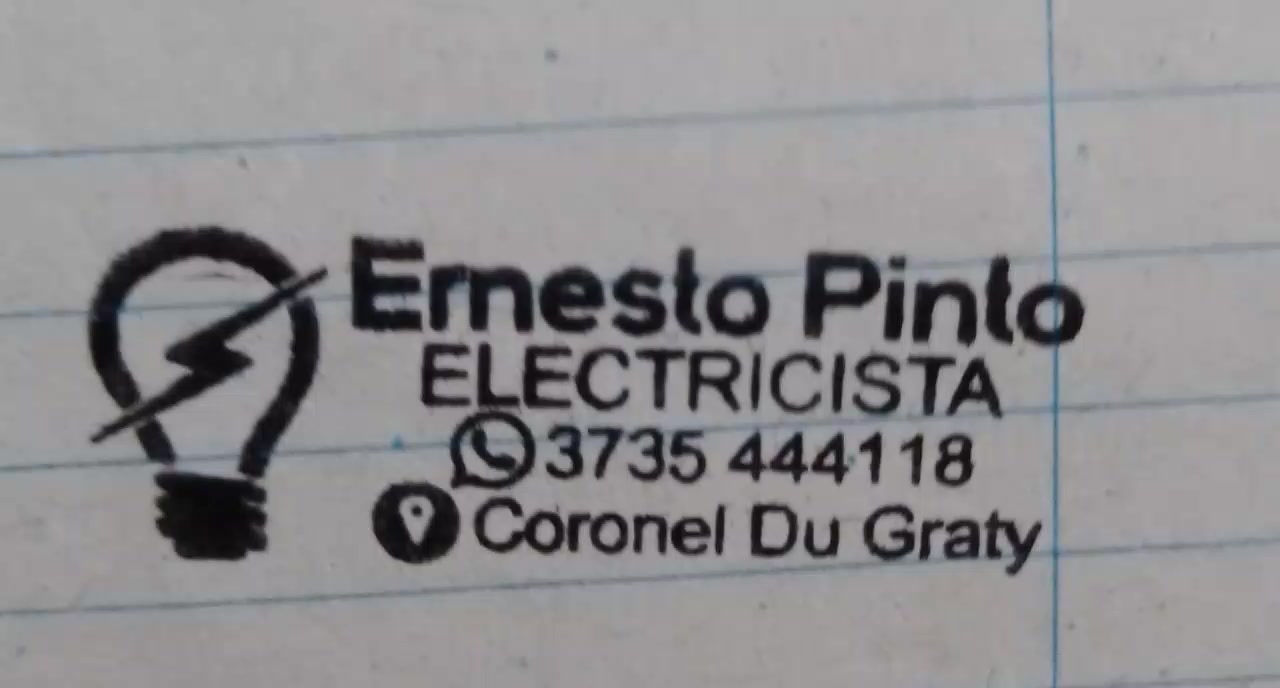 Ernesto Pinto
ELECTRICISTA
3735 444118
Coronel Du Graty